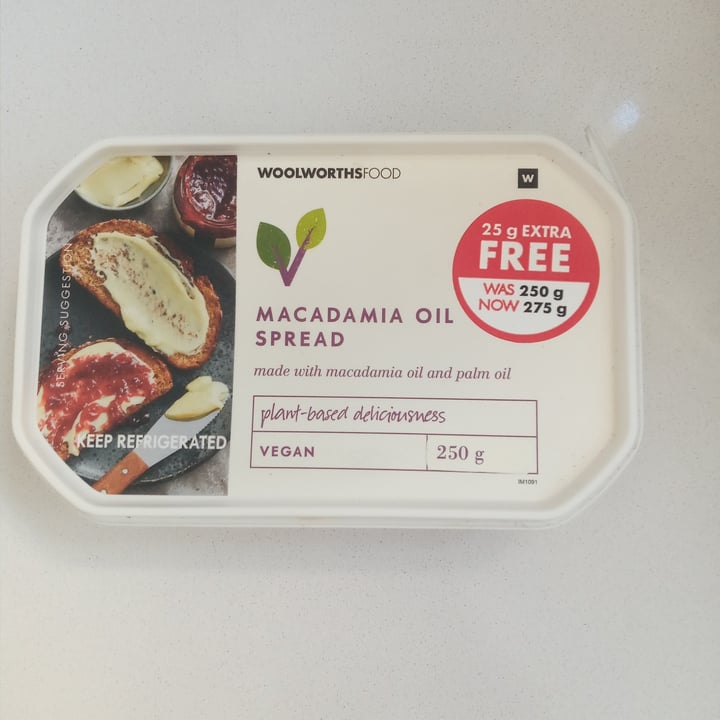 WOOLWORTHSFOOD
W
25 g EXTRA
FREE
WAS 250 g
NOW 275 g
MACADAMIA OIL
SPREAD
made with macadamia oil and palm oil
plant-based deliciousness
VEGAN
250 g
IM1091
SERVING SUGGESTION
KEEP REFRIGERATED